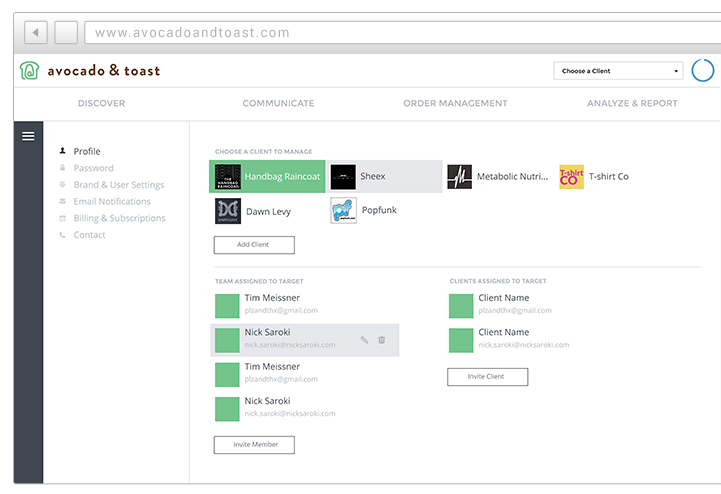 www.avocadoandtoast.com
avocado & toast
Choose a Client
DISCOVER COMMUNICATE ORDER MANAGEMENT ANALYZE & REPORT
Profile
Password
Brand & User Settings
Email Notifications
Billing & Subscriptions
Contact
CHOOSE A CLIENT TO MANAGE
THE HANDBAG RAINCOAT
Handbag Raincoat
Sheex
Metabolic Nutri...
T-shirt
CO
T-shirt Co
Dawn Levy
Popfunk
Add Client
TEAM ASSIGNED TO TARGET
Tim Meissner
plzandthx@gmail.com
Nick Saroki
nick.saroki@nicksaroki.com
Tim Meissner
plzandthx@gmail.com
Nick Saroki
nick.saroki@nicksaroki.com
Invite Member
CLIENTS ASSIGNED TO TARGET
Client Name
plzandthx@gmail.com
Client Name
nick.saroki@nicksaroki.com
Invite Client